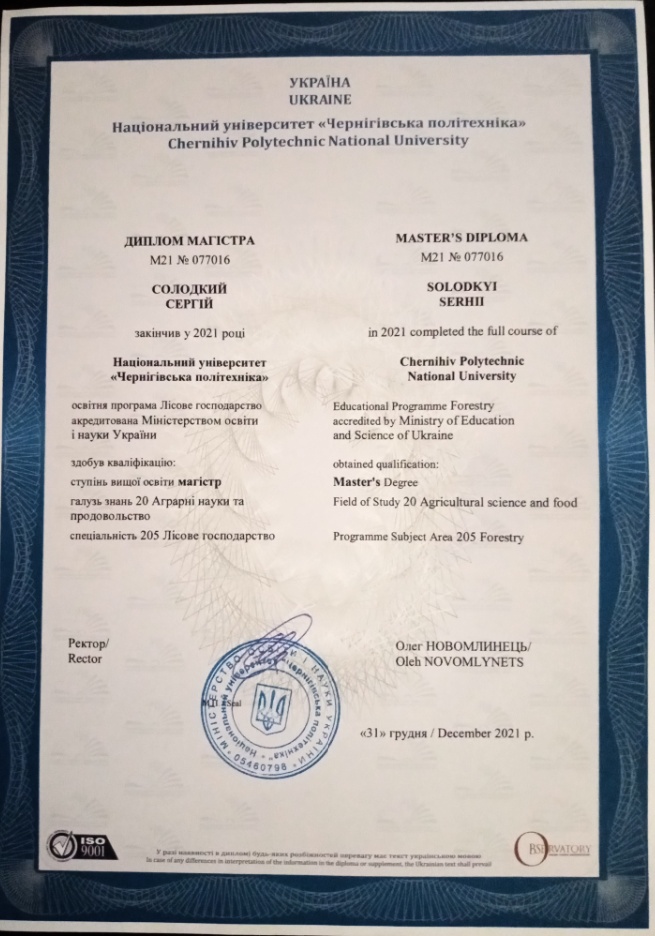 УКРАЇНА
UKRAINE
Національний університет «Чернігівська політехніка»
Chernihiv Polytechnic National University
ДИПЛОМ МАГІСТРА
М21 № 077016
СОЛОДКИЙ
СЕРГІЙ
закінчив у 2021 році
Національний університет
«Чернігівська політехніка»
освітня програма Лісове господарство
акредитована Міністерством освіти
і науки України
здобув кваліфікацію:
ступінь вищої освіти магістр
галузь знань 20 Аграрні науки та
продовольство
спеціальність 205 Лісове господарство
MASTER'S DIPLOMA
М21 № 077016
SOLODKYI
SERHII
in 2021 completed the full course of
Chernihiv Polytechnic
National University
Educational Programme Forestry
accredited by Ministry of Education
and Science of Ukraine
obtained qualification:
Master's Degree
Field of Study 20 Agricultural science and food
Programme Subject Area 205 Forestry
Ректор/
Rector
Олег НОВОМЛИНЕЦЬ/
Oleh NOVOMLYNETS
МІНІСТЕРСТВО ОСВІТИ І НАУКИ УКРАЇНИ
Національний університет "Чернігівська політехніка"
05460798
Seal
«31» грудня / December 2021 р.
ISO
9001
У разі наявності в дипломі будь-яких розбіжностей перевагу має текст українською мовою
In case of any differences in interpretation of the information in the diploma or supplement, the Ukrainian text shall prevail
OBSERVATORY